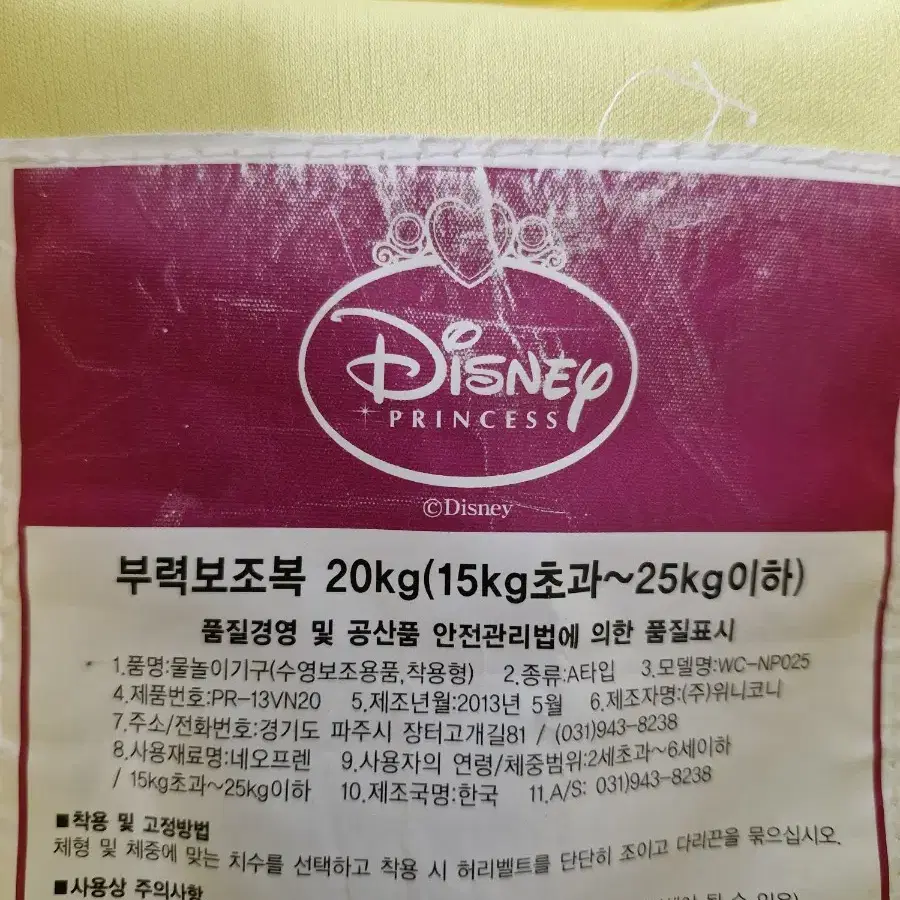 Disney
PRINCESS
©Disney
부력보조복 20kg(15kg초과~25kg이하)
품질경영 및 공산품 안전관리법에 의한 품질표시
1.품명:물놀이기구(수영보조용품,착용형) 2.종류:A타입 3.모델명:WC-NP025
4.제품번호:PR-13VN20 5.제조년월:2013년 5월 6.제조자명:(주)위니코니
7.주소/전화번호:경기도 파주시 장터고개길81 / (031)943-8238
8.사용재료명:네오프렌 9.사용자의 연령/체중범위:2세초과~6세이하
/ 15kg초과~25kg이하 10.제조국명:한국 11.A/S: 031)943-8238
■착용 및 고정방법
체형 및 체중에 맞는 치수를 선택하고 착용 시 허리벨트를 단단히 조이고 다리끈을 묶으십시오.
■사용상 주의사항